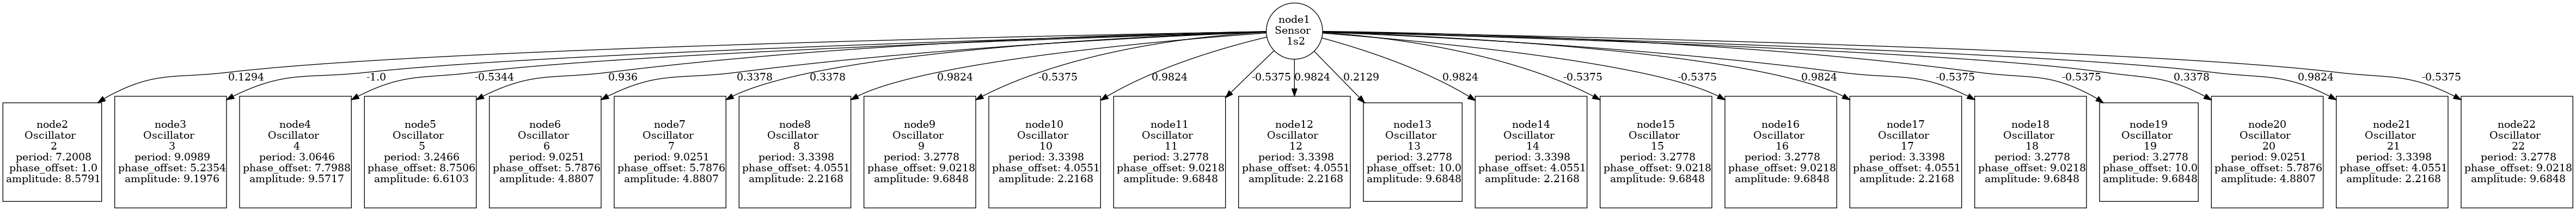 node1
Sensor
1s2
0.1294
-1.0
-0.5344
0.936
0.3378
0.3378
0.9824
-0.5375
0.9824
-0.5375
0.9824
0.2129
0.9824
-0.5375
-0.5375
0.9824
-0.5375
-0.5375
0.3378
0.9824
-0.5375
node2
Oscillator
2
period: 7.2008
phase_offset: 1.0
amplitude: 8.5791
node3
Oscillator
3
period: 9.0989
phase_offset: 5.2354
amplitude: 9.1976
node4
Oscillator
4
period: 3.0646
phase_offset: 7.7988
amplitude: 9.5717
node5
Oscillator
5
period: 3.2466
phase_offset: 8.7506
amplitude: 6.6103
node6
Oscillator
6
period: 9.0251
phase_offset: 5.7876
amplitude: 4.8807
node7
Oscillator
7
period: 9.0251
phase_offset: 5.7876
amplitude: 4.8807
node8
Oscillator
8
period: 3.3398
phase_offset: 4.0551
amplitude: 2.2168
node9
Oscillator
9
period: 3.2778
phase_offset: 9.0218
amplitude: 9.6848
node10
Oscillator
10
period: 3.3398
phase_offset: 4.0551
amplitude: 2.2168
node11
Oscillator
11
period: 3.2778
phase_offset: 9.0218
amplitude: 9.6848
node12
Oscillator
12
period: 3.3398
phase_offset: 4.0551
amplitude: 2.2168
node13
Oscillator
13
period: 3.2778
phase_offset: 10.0
amplitude: 9.6848
node14
Oscillator
14
period: 3.3398
phase_offset: 4.0551
amplitude: 2.2168
node15
Oscillator
15
period: 3.2778
phase_offset: 9.0218
amplitude: 9.6848
node16
Oscillator
16
period: 3.2778
phase_offset: 9.0218
amplitude: 9.6848
node17
Oscillator
17
period: 3.3398
phase_offset: 4.0551
amplitude: 2.2168
node18
Oscillator
18
period: 3.2778
phase_offset: 9.0218
amplitude: 9.6848
node19
Oscillator
19
period: 3.2778
phase_offset: 10.0
amplitude: 9.6848
node20
Oscillator
20
period: 9.0251
phase_offset: 5.7876
amplitude: 4.8807
node21
Oscillator
21
period: 3.3398
phase_offset: 4.0551
amplitude: 2.2168
node22
Oscillator
22
period: 3.2778
phase_offset: 9.0218
amplitude: 9.6848